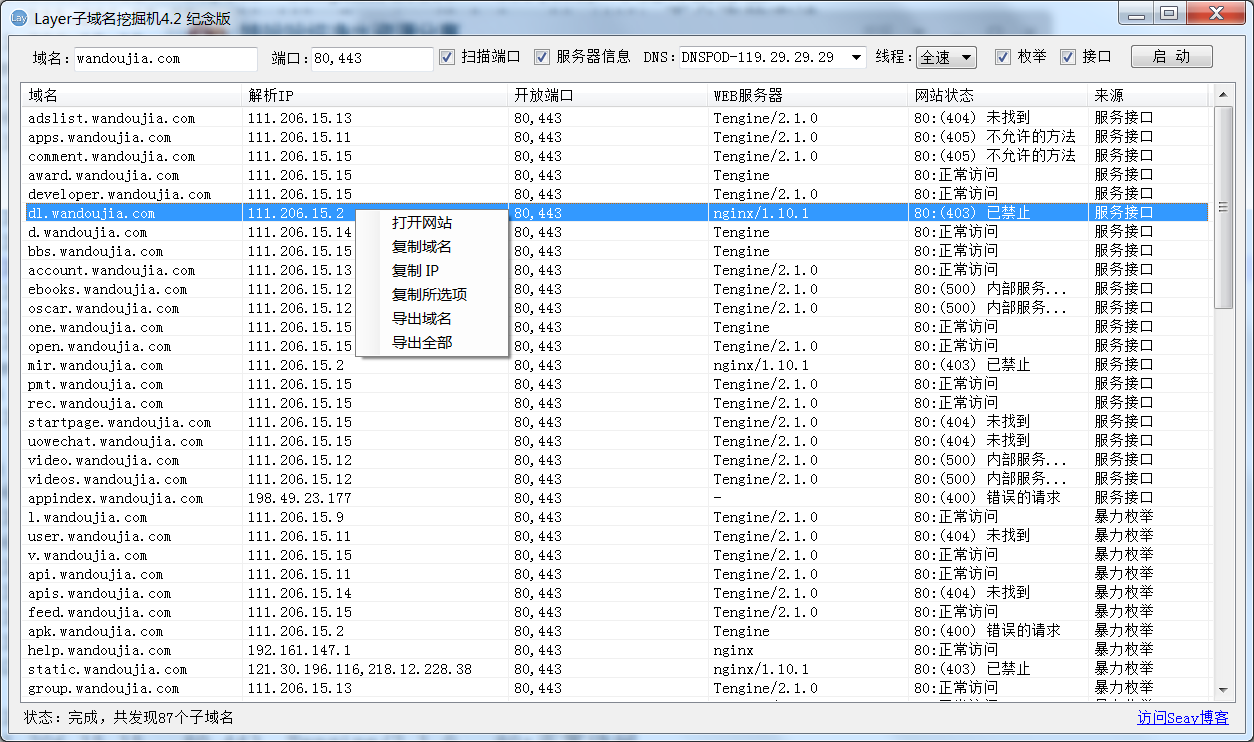 Lay Layer子域名挖掘机4.2 纪念版
域名: wandoujia.com 端口: 80,443 扫描端口 服务器信息 DNS: DNSPOD-119.29.29.29 线程: 全速 枚举 接口 启 动
域名 解析IP 开放端口 WEB服务器 网站状态 来源
adslist.wandoujia.com 111.206.15.13 80,443 Tengine/2.1.0 80:(404) 未找到 服务接口
apps.wandoujia.com 111.206.15.11 80,443 Tengine/2.1.0 80:(405) 不允许的方法 服务接口
comment.wandoujia.com 111.206.15.15 80,443 Tengine/2.1.0 80:(405) 不允许的方法 服务接口
award.wandoujia.com 111.206.15.15 80,443 Tengine 80:正常访问 服务接口
developer.wandoujia.com 111.206.15.15 80,443 Tengine/2.1.0 80:正常访问 服务接口
dl.wandoujia.com 111.206.15.2 80,443 nginx/1.10.1 80:(403) 已禁止 服务接口
d.wandoujia.com 111.206.15.14 80,443 Tengine 80:正常访问 服务接口
bbs.wandoujia.com 111.206.15.15 80,443 Tengine 80:正常访问 服务接口
account.wandoujia.com 111.206.15.13 80,443 Tengine/2.1.0 80:正常访问 服务接口
ebooks.wandoujia.com 111.206.15.12 80,443 Tengine/2.1.0 80:(500) 内部服务... 服务接口
oscar.wandoujia.com 111.206.15.12 80,443 Tengine/2.1.0 80:(500) 内部服务... 服务接口
one.wandoujia.com 111.206.15.15 80,443 Tengine 80:正常访问 服务接口
open.wandoujia.com 111.206.15.15 80,443 Tengine/2.1.0 80:正常访问 服务接口
打开网站
复制域名
复制 IP
复制所选项
导出域名
导出全部
mir.wandoujia.com 111.206.15.2 80,443 nginx/1.10.1 80:(403) 已禁止 服务接口
pmt.wandoujia.com 111.206.15.15 80,443 Tengine/2.1.0 80:正常访问 服务接口
rec.wandoujia.com 111.206.15.15 80,443 Tengine/2.1.0 80:正常访问 服务接口
startpage.wandoujia.com 111.206.15.15 80,443 Tengine/2.1.0 80:(404) 未找到 服务接口
uowechat.wandoujia.com 111.206.15.15 80,443 Tengine/2.1.0 80:(404) 未找到 服务接口
video.wandoujia.com 111.206.15.12 80,443 Tengine/2.1.0 80:(500) 内部服务... 服务接口
videos.wandoujia.com 111.206.15.12 80,443 Tengine/2.1.0 80:(500) 内部服务... 服务接口
appindex.wandoujia.com 198.49.23.177 80,443 - 80:(400) 错误的请求 服务接口
l.wandoujia.com 111.206.15.9 80,443 Tengine/2.1.0 80:正常访问 暴力枚举
user.wandoujia.com 111.206.15.11 80,443 Tengine/2.1.0 80:(404) 未找到 暴力枚举
v.wandoujia.com 111.206.15.15 80,443 Tengine/2.1.0 80:正常访问 暴力枚举
api.wandoujia.com 111.206.15.11 80,443 Tengine/2.1.0 80:正常访问 暴力枚举
apis.wandoujia.com 111.206.15.14 80,443 Tengine/2.1.0 80:(404) 未找到 暴力枚举
feed.wandoujia.com 111.206.15.15 80,443 Tengine/2.1.0 80:正常访问 暴力枚举
apk.wandoujia.com 111.206.15.2 80,443 Tengine 80:(400) 错误的请求 暴力枚举
help.wandoujia.com 192.161.147.1 80,443 nginx 80:正常访问 暴力枚举
static.wandoujia.com 121.30.196.116,218.12.228.38 80,443 nginx/1.10.1 80:(403) 已禁止 暴力枚举
group.wandoujia.com 111.206.15.13 80,443 Tengine/2.1.0 80:正常访问 暴力枚举
状态: 完成，共发现87个子域名 访问Seay博客